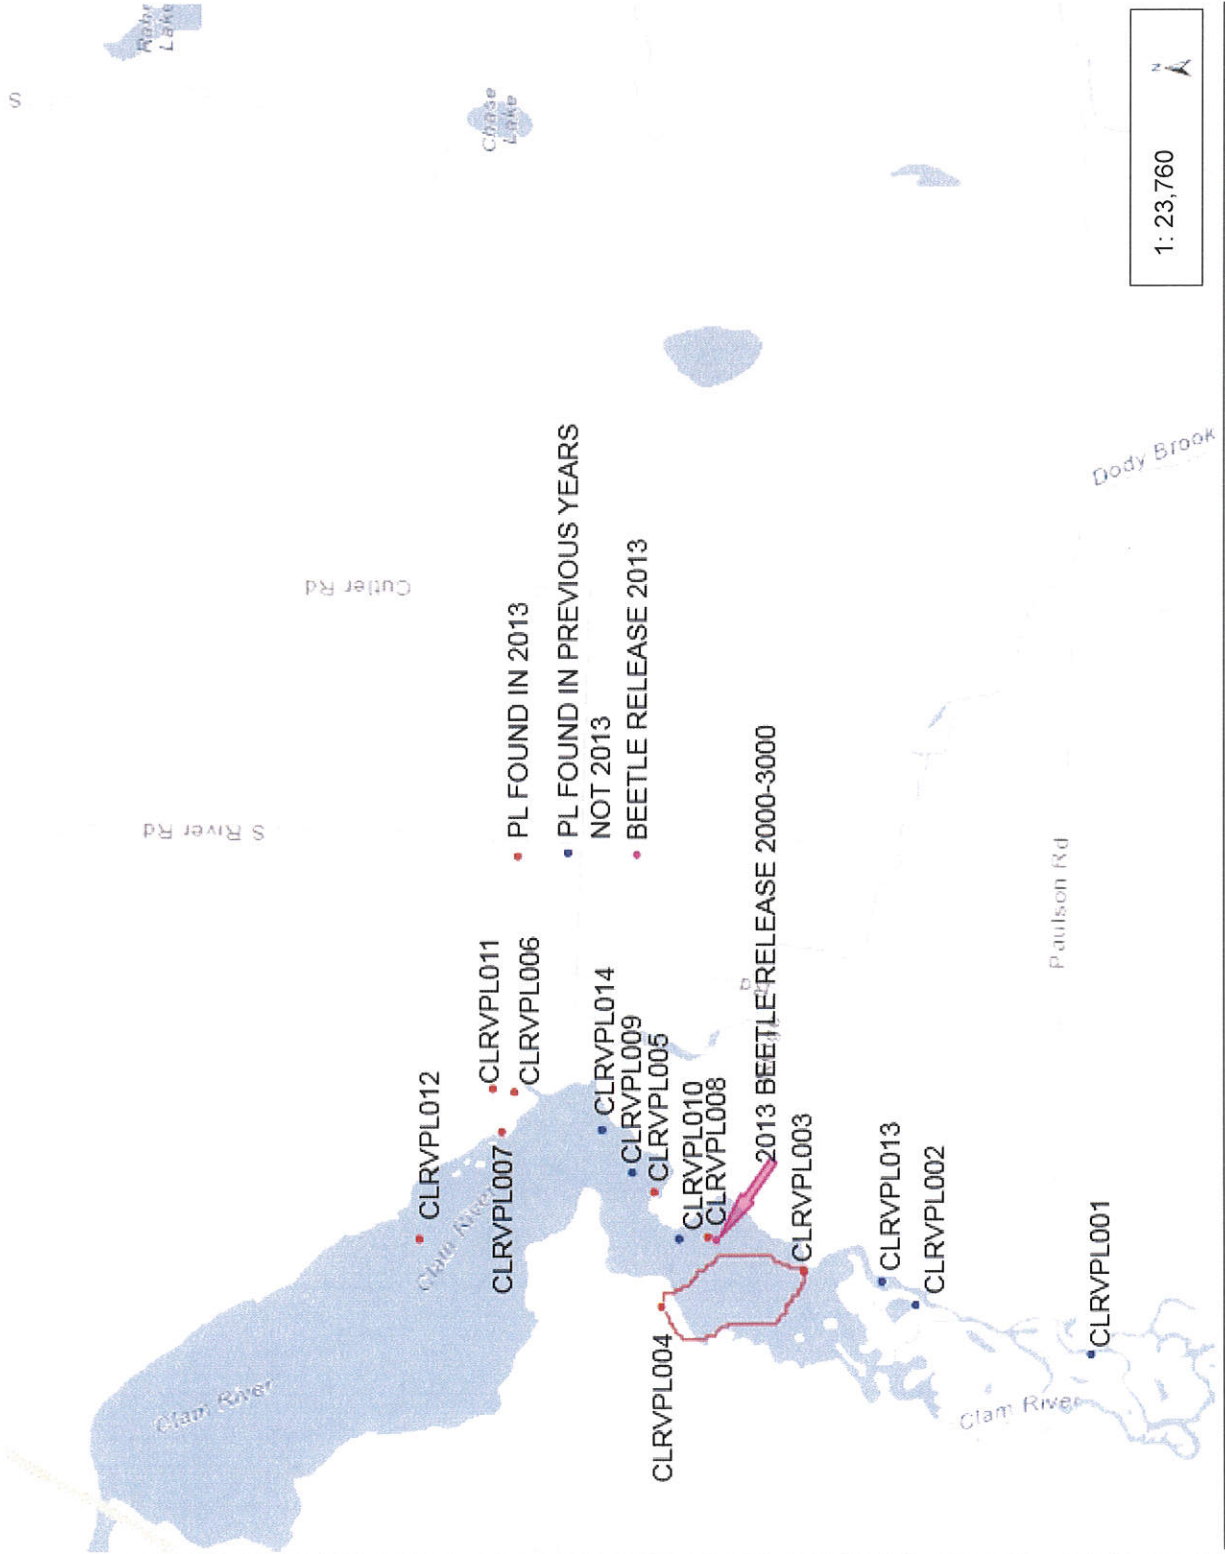 S
Rahr
Lake
Chase
Lake
Cutler Rd
S River Rd
PL FOUND IN 2013
PL FOUND IN PREVIOUS YEARS
NOT 2013
BEETLE RELEASE 2013
CLRVPL012
CLRVPL011
CLRVPL006
CLRVPL007
Clam River
Clam River
CLRVPL014
CLRVPL009
CLRVPL005
CLRVPL010
CLRVPL008
CLRVPL004
2013 BEETLE RELEASE 2000-3000
CLRVPL003
CLRVPL013
CLRVPL002
CLRVPL001
Clam River
Paulson Rd
Dody Brook
1: 23,760
N